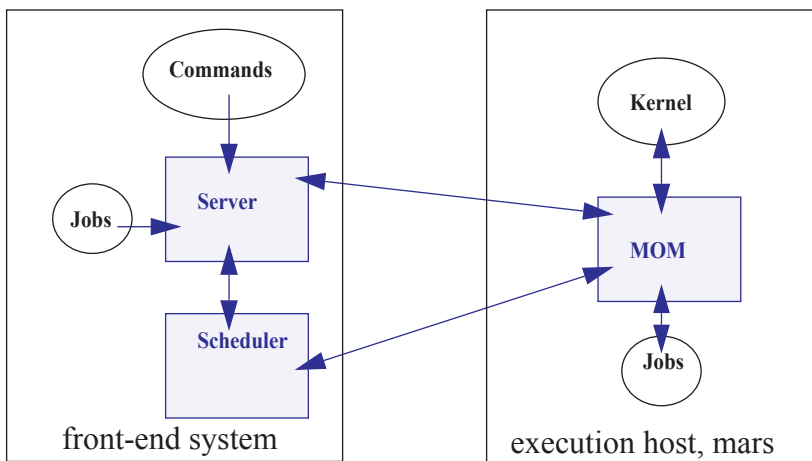 Commands
Server
Jobs
Scheduler
front-end system
Kernel
MOM
Jobs
execution host, mars